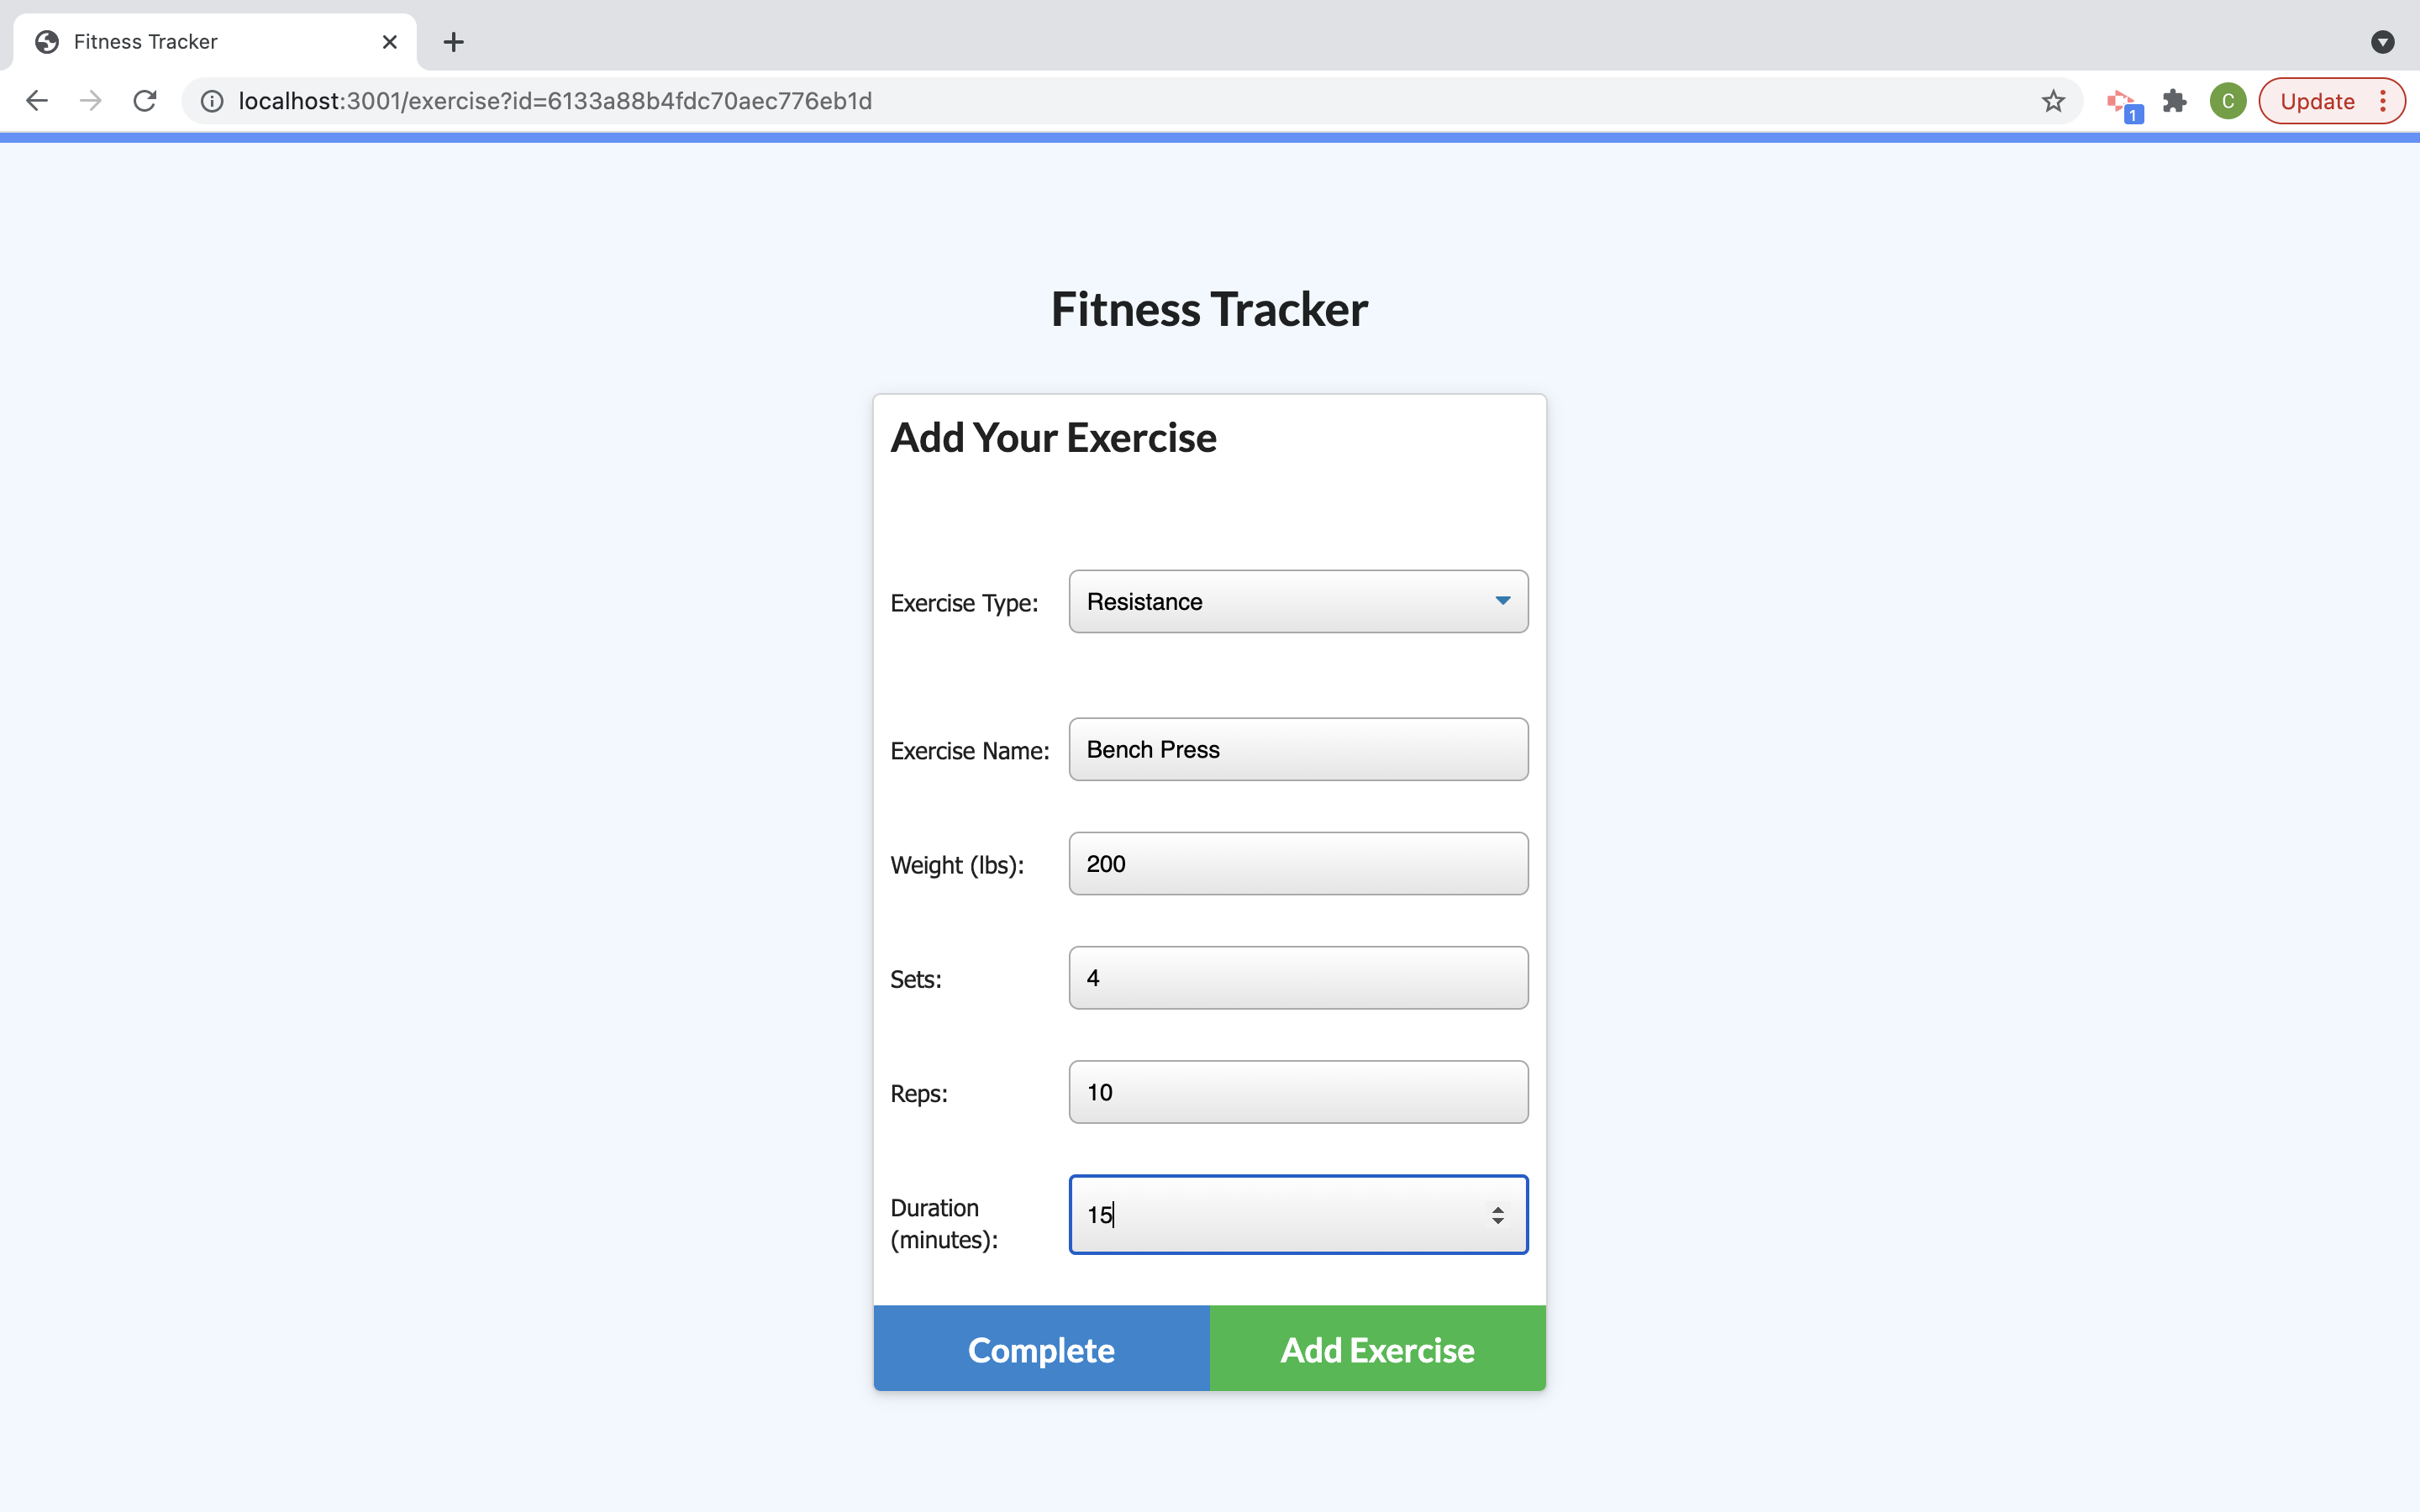 Fitness Tracker
localhost:3001/exercise?id=6133a88b4fdc70aec776eb1d
1
C
Update
Fitness Tracker
Add Your Exercise
Exercise Type: Resistance
Exercise Name: Bench Press
Weight (lbs): 200
Sets: 4
Reps: 10
Duration (minutes): 15
Complete Add Exercise